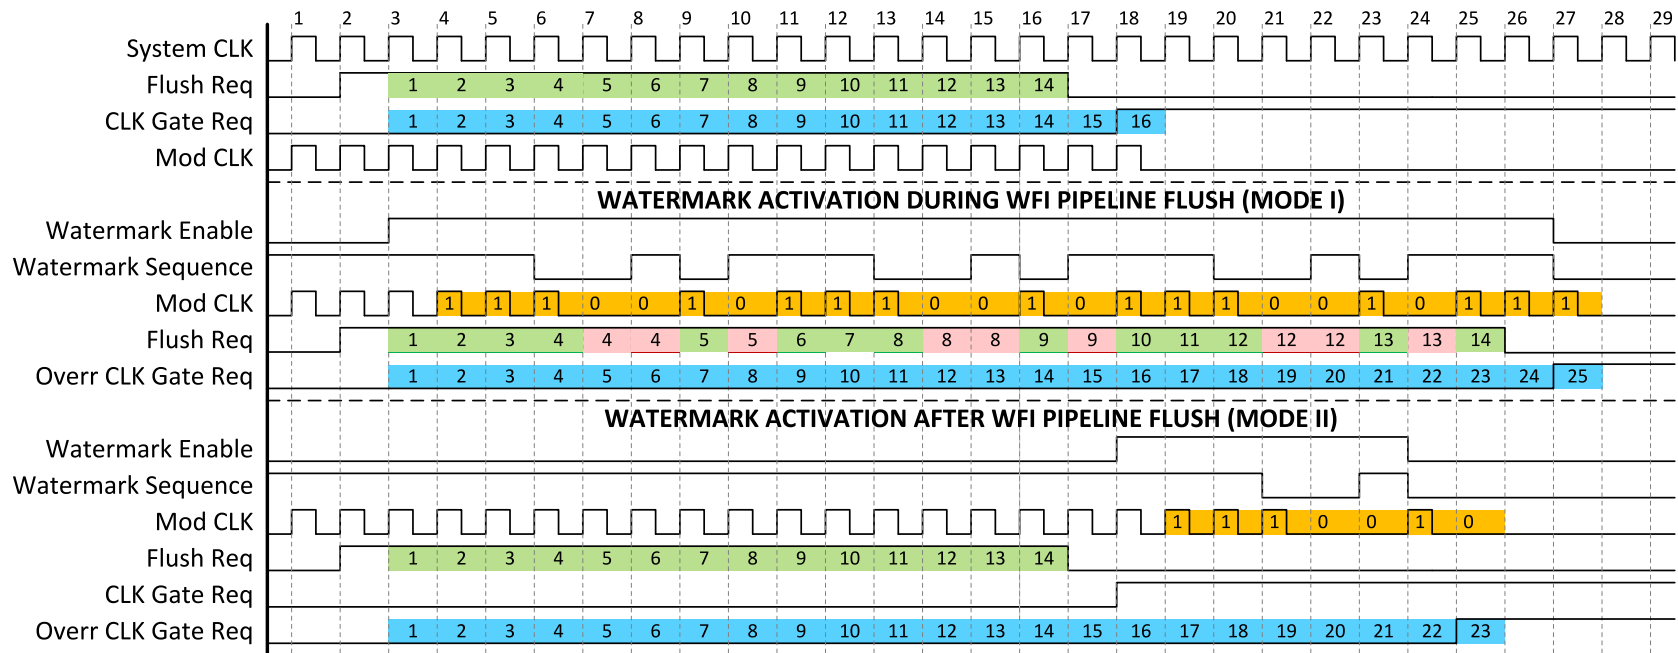 1 2 3 4 5 6 7 8 9 10 11 12 13 14 15 16 17 18 19 20 21 22 23 24 25 26 27 28 29
System CLK
Flush Req 1 2 3 4 5 6 7 8 9 10 11 12 13 14
CLK Gate Req 1 2 3 4 5 6 7 8 9 10 11 12 13 14 15 16
Mod CLK
WATERMARK ACTIVATION DURING WFI PIPELINE FLUSH (MODE I)
Watermark Enable
Watermark Sequence
Mod CLK 1 1 1 0 0 1 0 1 1 1 0 0 1 0 1 1 1 0 0 1 0 1 1 1
Flush Req 1 2 3 4 4 4 5 5 6 7 8 8 8 9 9 10 11 12 12 12 13 13 14
Overr CLK Gate Req 1 2 3 4 5 6 7 8 9 10 11 12 13 14 15 16 17 18 19 20 21 22 23 24 25
WATERMARK ACTIVATION AFTER WFI PIPELINE FLUSH (MODE II)
Watermark Enable
Watermark Sequence
Mod CLK 1 1 1 0 0 1 0
Flush Req 1 2 3 4 5 6 7 8 9 10 11 12 13 14
CLK Gate Req
Overr CLK Gate Req 1 2 3 4 5 6 7 8 9 10 11 12 13 14 15 16 17 18 19 20 21 22 23